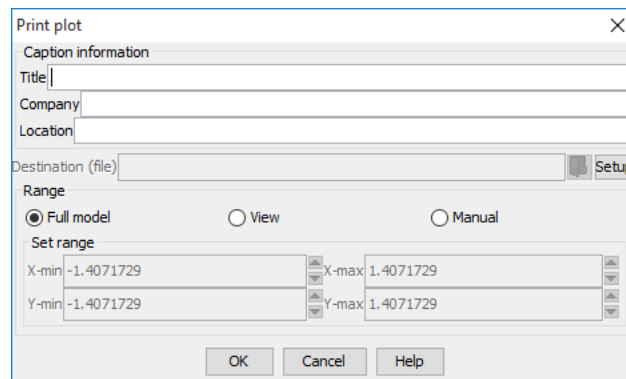 Print plot
Caption information
Title
Company
Location
Destination (file) Setu
Range
Full model View Manual
Set range
X-min -1.4071729 X-max 1.4071729
Y-min -1.4071729 Y-max 1.4071729
OK Cancel Help